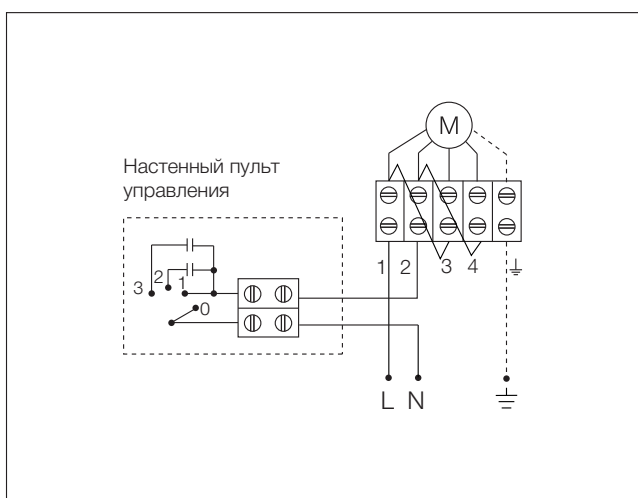 M
Настенный пульт
управления
1 2 3 4
3 2 1 0
L N